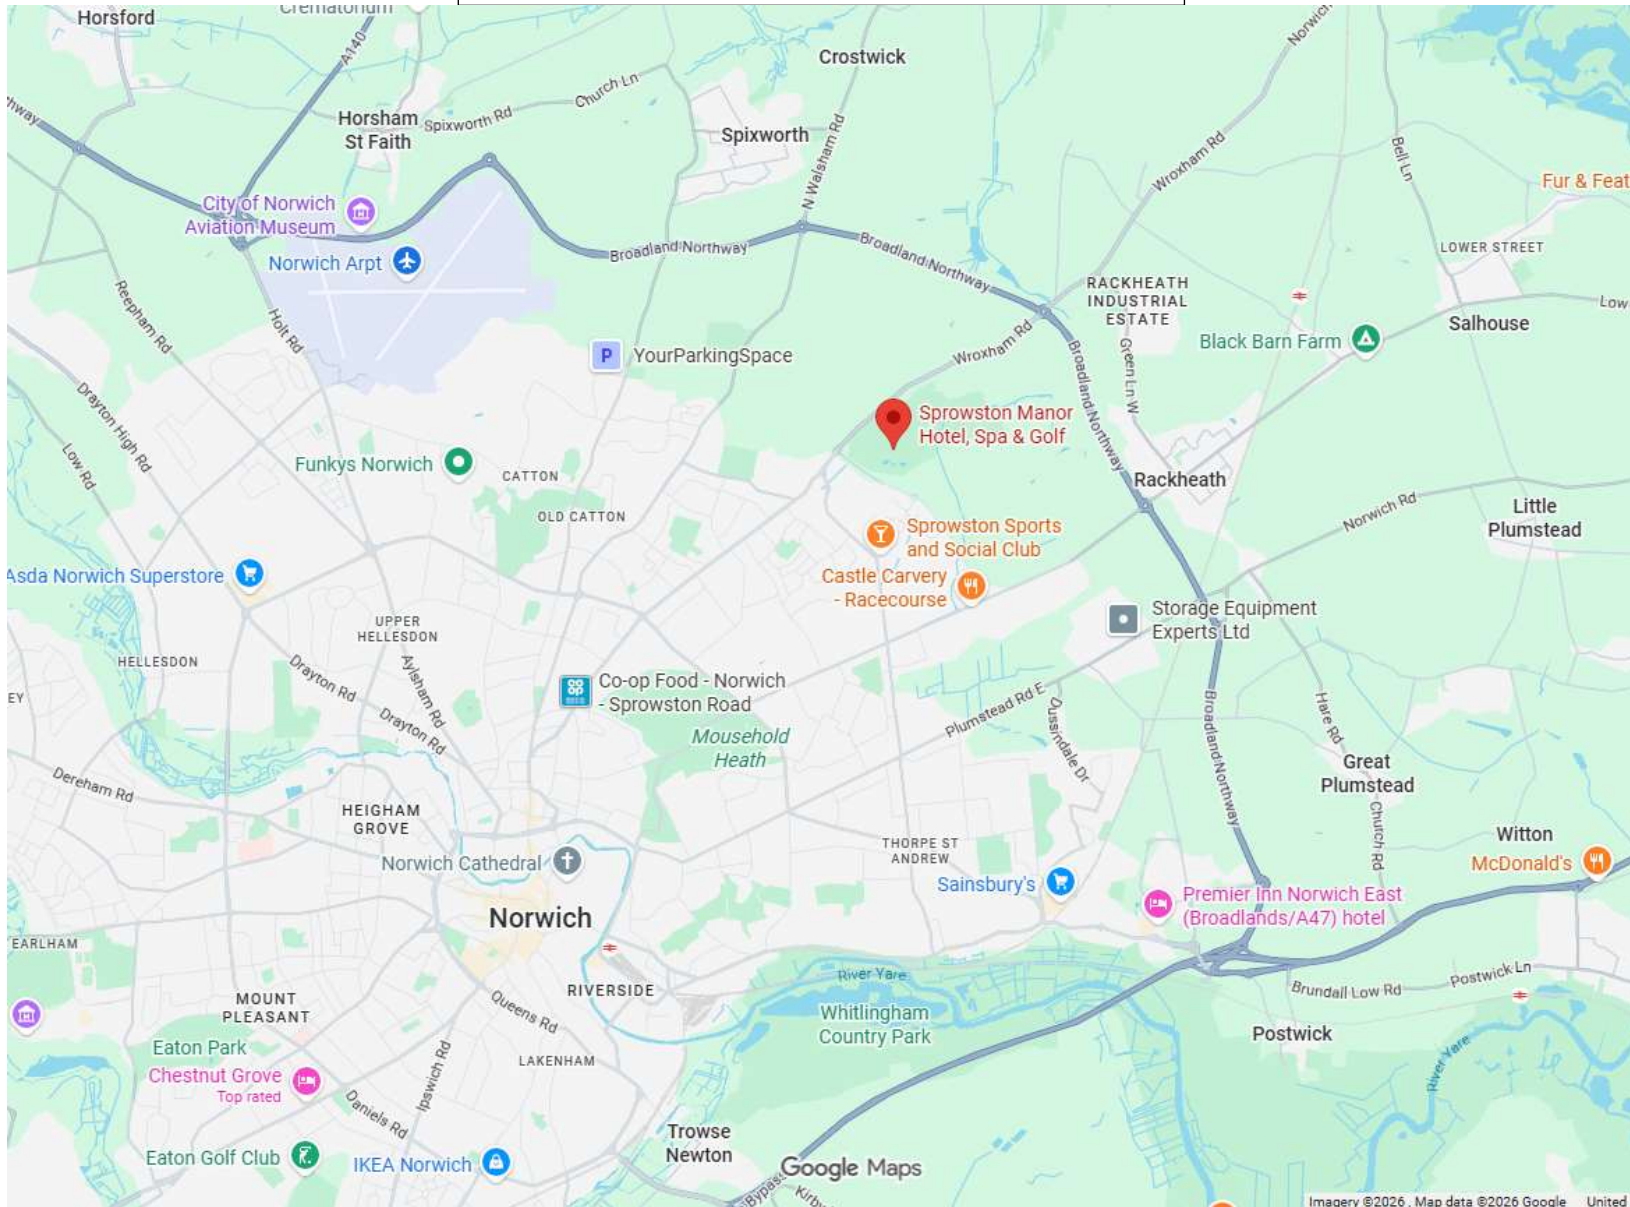 Crematorium
Horsford
A140
Crostwick
Norwich
Church Ln
Horsham
St Faith
Spixworth Rd
Spixworth
N Walsham Rd
Wroxham Rd
Bell Ln
Fur & Feat
City of Norwich
Aviation Museum
Norwich Arpt
Broadland Northway
Broadland Northway
LOWER STREET
RACKHEATH
INDUSTRIAL
ESTATE
Low
Salhouse
Reepham Rd
Holt Rd
YourParkingSpace
Wroxham Rd
Broadland Northway
Green Ln W
Black Barn Farm
Drayton High Rd
Low Rd
Sprowston Manor
Hotel, Spa & Golf
Funkys Norwich
CATTON
OLD CATTON
Rackheath
Norwich Rd
Little
Plumstead
Sprowston Sports
and Social Club
Asda Norwich Superstore
Castle Carvery
- Racecourse
Storage Equipment
Experts Ltd
UPPER
HELLESDON
HELLESDON
Aylsham Rd
Drayton Rd
Drayton Rd
EY
Co-op Food - Norwich
- Sprowston Road
Mousehold
Heath
Plumstead Rd E
Dussindale Dr
Broadland Northway
Hare Rd
Great
Plumstead
Church Rd
Dereham Rd
HEIGHAM
GROVE
Norwich Cathedral
THORPE ST
ANDREW
Witton
McDonald's
Sainsbury's
Premier Inn Norwich East
(Broadlands/A47) hotel
Norwich
EARLHAM
RIVERSIDE
River Yare
Whitlingham
Country Park
Brundall Low Rd
Postwick Ln
Postwick
River Yare
MOUNT
PLEASANT
Queens Rd
Eaton Park
Chestnut Grove
Top rated
LAKENHAM
Ipswich Rd
Daniels Rd
Eaton Golf Club
IKEA Norwich
Trowse
Newton
Google Maps
Bypass
Kirby
Imagery ©2026 , Map data ©2026 Google United